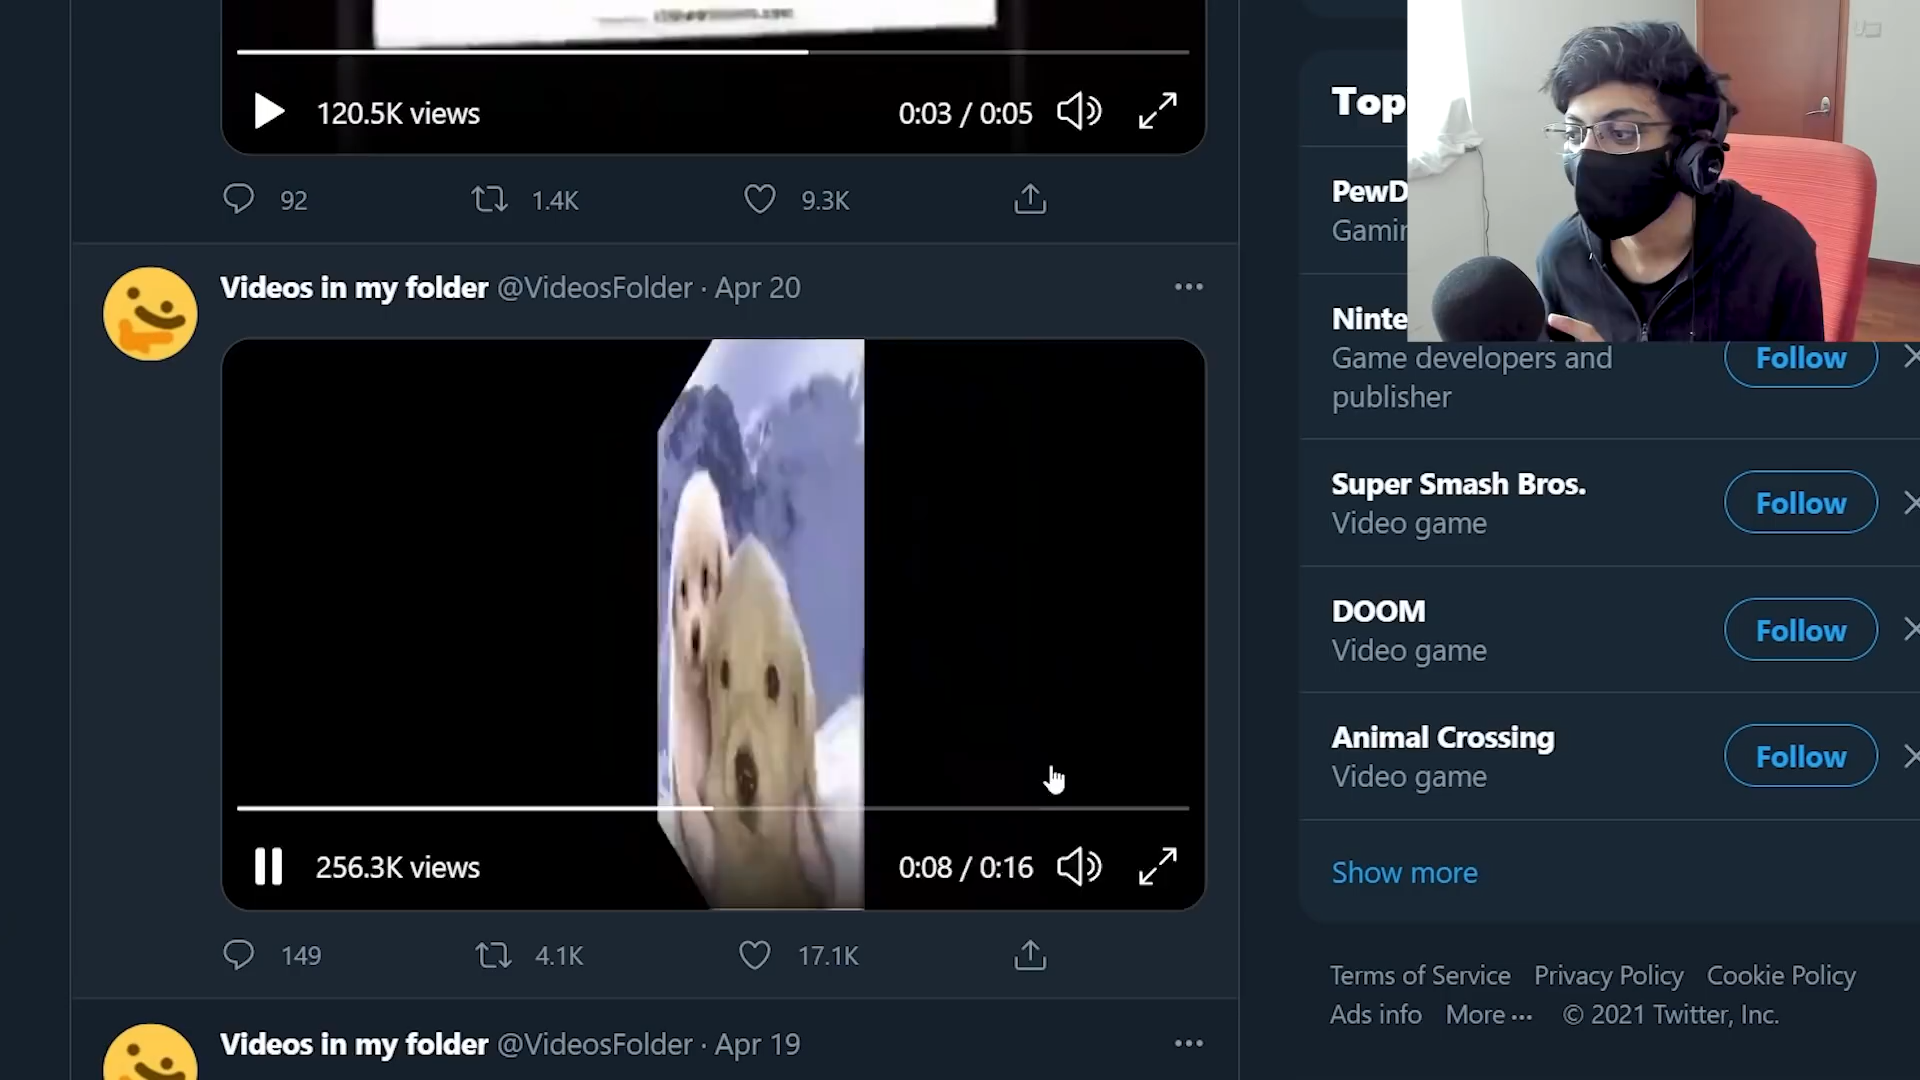 120.5K views
0:03 / 0:05
92
1.4K
9.3K
Videos in my folder @VideosFolder · Apr 20
256.3K views
0:08 / 0:16
149
4.1K
17.1K
Videos in my folder @VideosFolder · Apr 19
Top
PewD
Gamin
Ninte
Game developers and
publisher
Follow
Super Smash Bros.
Video game
Follow
DOOM
Video game
Follow
Animal Crossing
Video game
Follow
Show more
Terms of Service Privacy Policy Cookie Policy
Ads info More ··· © 2021 Twitter, Inc.